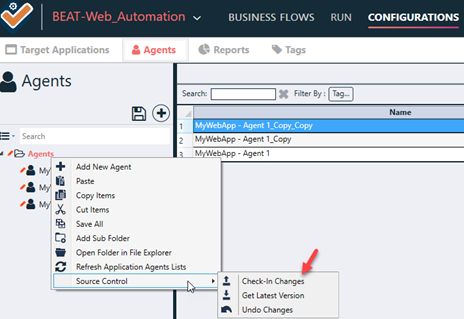 BEAT-Web_Automation
BUSINESS FLOWS
RUN
CONFIGURATIONS
Target Applications
Agents
Reports
Tags
Agents
Search:
Filter By :
Tag...
Search
Name
1 MyWebApp - Agent 1_Copy_Copy
2 MyWebApp - Agent 1_Copy
3 MyWebApp - Agent 1
Agents
My
My
My
Add New Agent
Paste
Copy Items
Cut Items
Save All
Add Sub Folder
Open Folder in File Explorer
Refresh Application Agents Lists
Source Control
Check-In Changes
Get Latest Version
Undo Changes